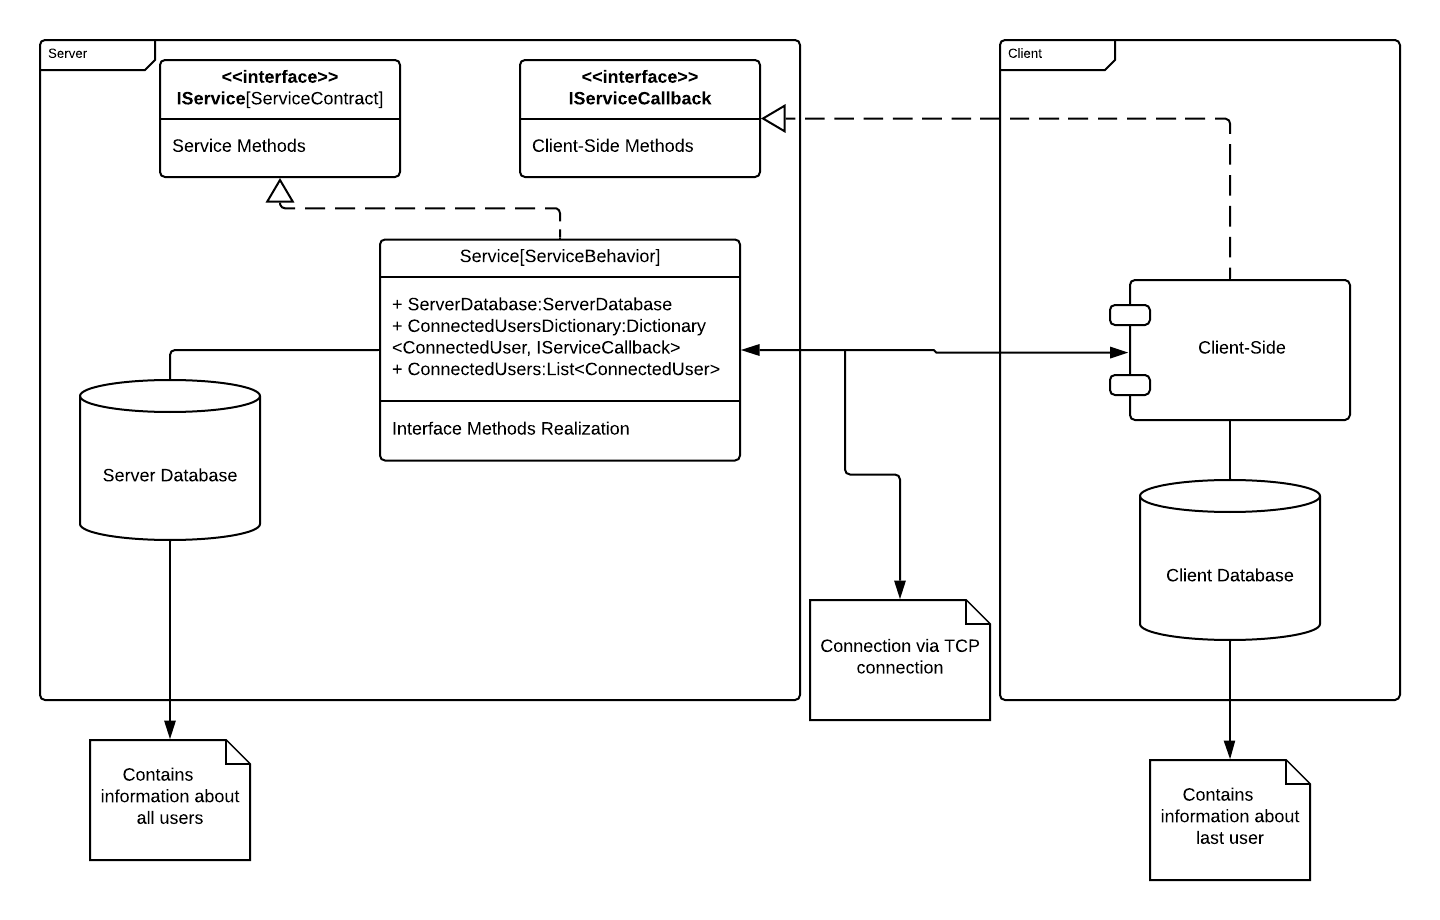 Server
<<interface>>
IService[ServiceContract]
Service Methods
<<interface>>
IServiceCallback
Client-Side Methods
Service[ServiceBehavior]
+ ServerDatabase:ServerDatabase
+ ConnectedUsersDictionary:Dictionary
<ConnectedUser, IServiceCallback>
+ ConnectedUsers:List<ConnectedUser>
Interface Methods Realization
Server Database
Contains
information about
all users
Connection via TCP
connection
Client
Client-Side
Client Database
Contains
information about
last user